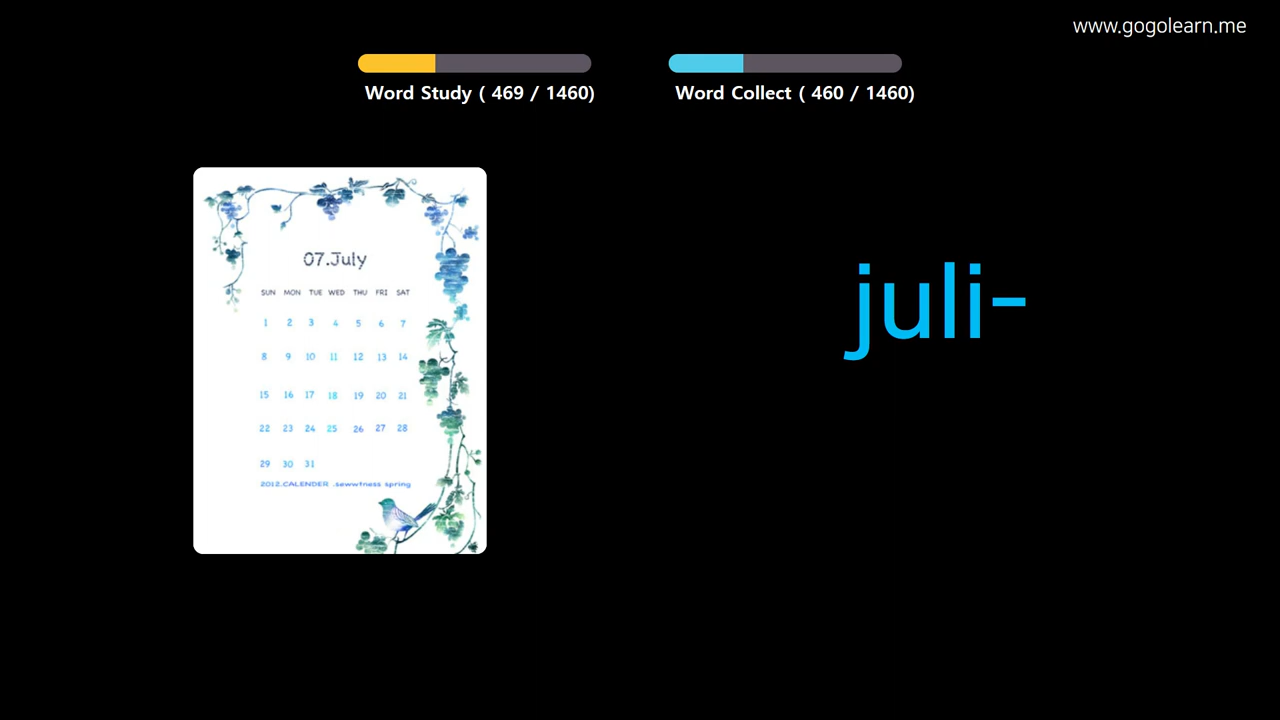 www.gogolearn.me
Word Study ( 469 / 1460)
Word Collect ( 460 / 1460)
07.July
SUN MON TUE WED THU FRI SAT
1 2 3 4 5 6 7
8 9 10 11 12 13 14
15 16 17 18 19 20 21
22 23 24 25 26 27 28
29 30 31
2012.CALENDER .sewwtness spring
juli-